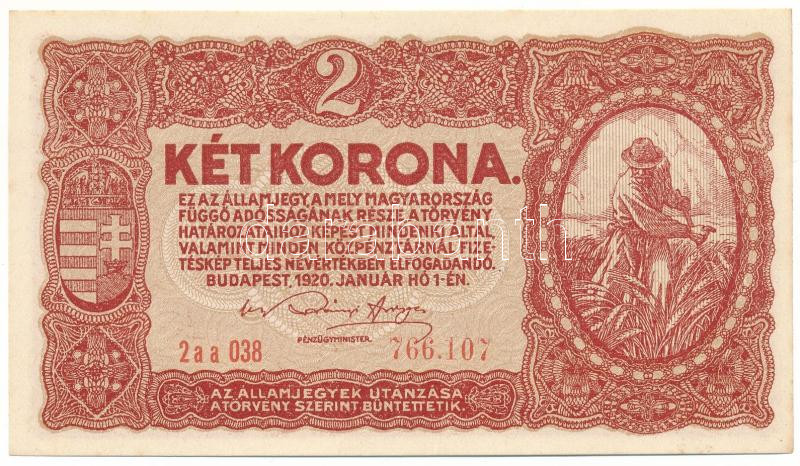 2
KÉT KORONA.
EZ AZ ÁLLAMJEGY, A MELY MAGYARORSZÁG
FÜGGŐ ADÓSSÁGÁNAK RÉSZE, A TÖRVÉNY
HATÁROZATAIHOZ KÉPEST MINDENKI ÁLTAL,
VALAMINT MINDEN KÖZPÉNZTÁRNÁL FIZE-
TÉSKÉP TELJES NÉVÉRTÉKBEN ELFOGADANDÓ.
BUDAPEST, 1920. JANUÁR HÓ 1-ÉN.
PÉNZÜGYMINISTER.
2aa 038 766.107
AZ ÁLLAMJEGYEK UTÁNZÁSA
A TÖRVÉNY SZERINT BÜNTETTETIK.